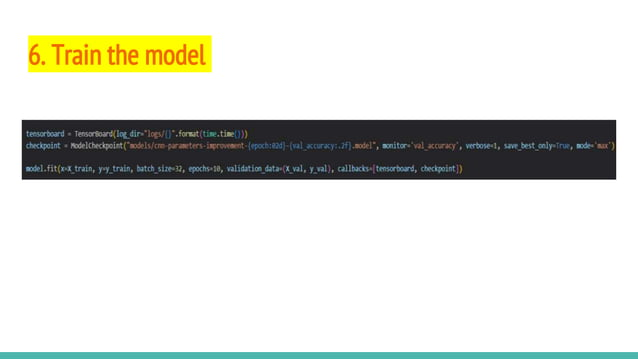 6. Train the model
tensorboard = TensorBoard(log_dir="logs/{}".format(time.time()))
checkpoint = ModelCheckpoint("models/cnn-parameters-improvement-{epoch:02d}-{val_accuracy:.2f}.model", monitor='val_accuracy', verbose=1, save_best_only=True, mode='max')
model.fit(x=X_train, y=y_train, batch_size=32, epochs=10, validation_data=(X_val, y_val), callbacks=[tensorboard, checkpoint])